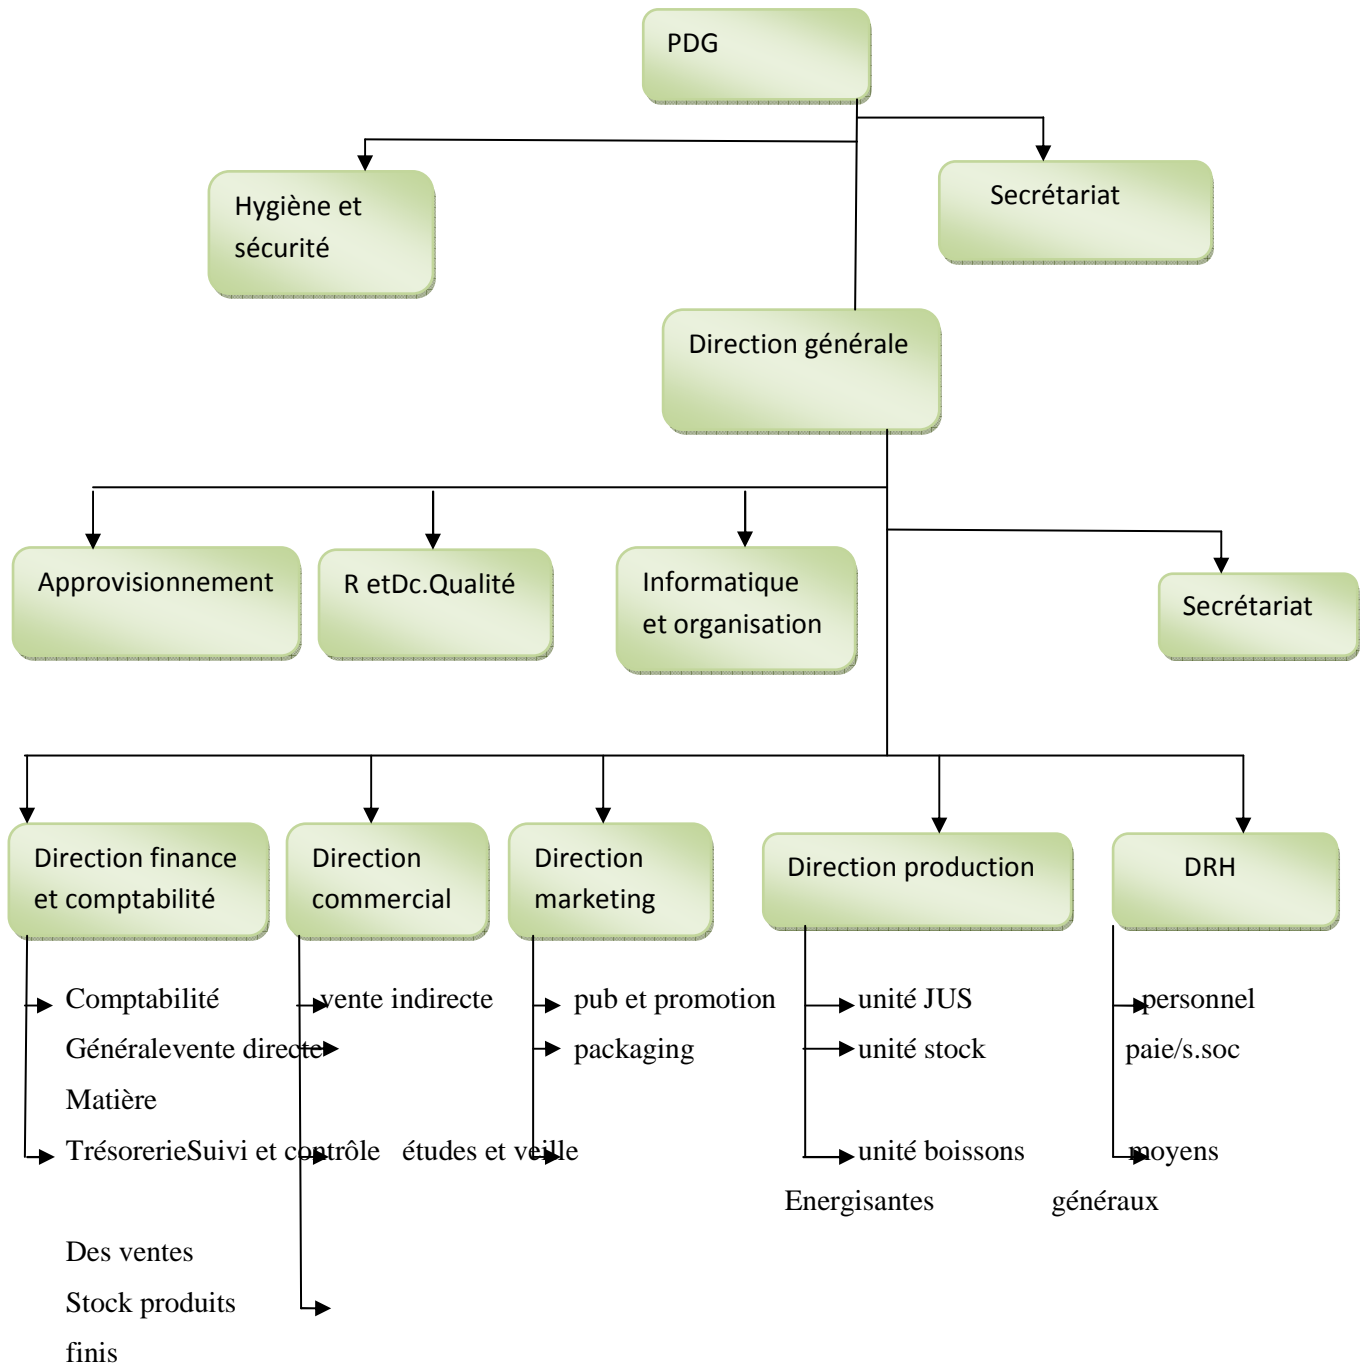 PDG
Hygiène et
sécurité
Secrétariat
Direction générale
Approvisionnement
R etDc.Qualité
Informatique
et organisation
Secrétariat
Direction finance
et comptabilité
Direction
commercial
Direction
marketing
Direction production
DRH
Comptabilité vente indirecte pub et promotion unité JUS personnel
Généralevente directe packaging unité stock paie/s.soc
Matière
TrésorerieSuivi et contrôle études et veille unité boissons moyens
Energisantes généraux
Des ventes
Stock produits
finis